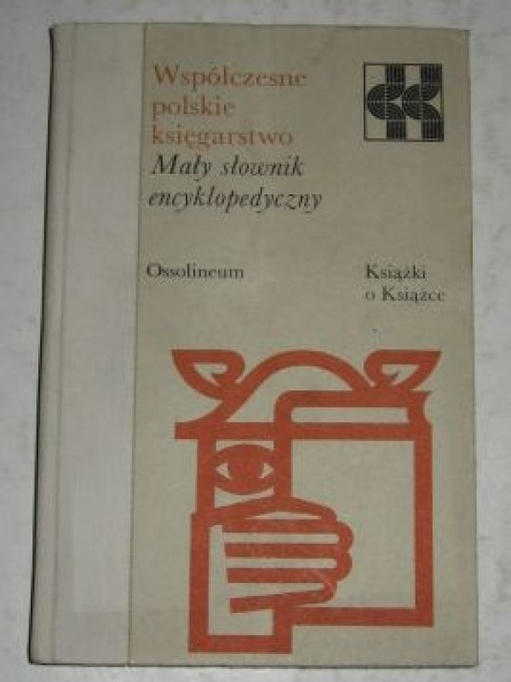 Współczesne
polskie
księgarstwo
Mały słownik
encyklopedyczny
Ossolineum
Książki
o Książce